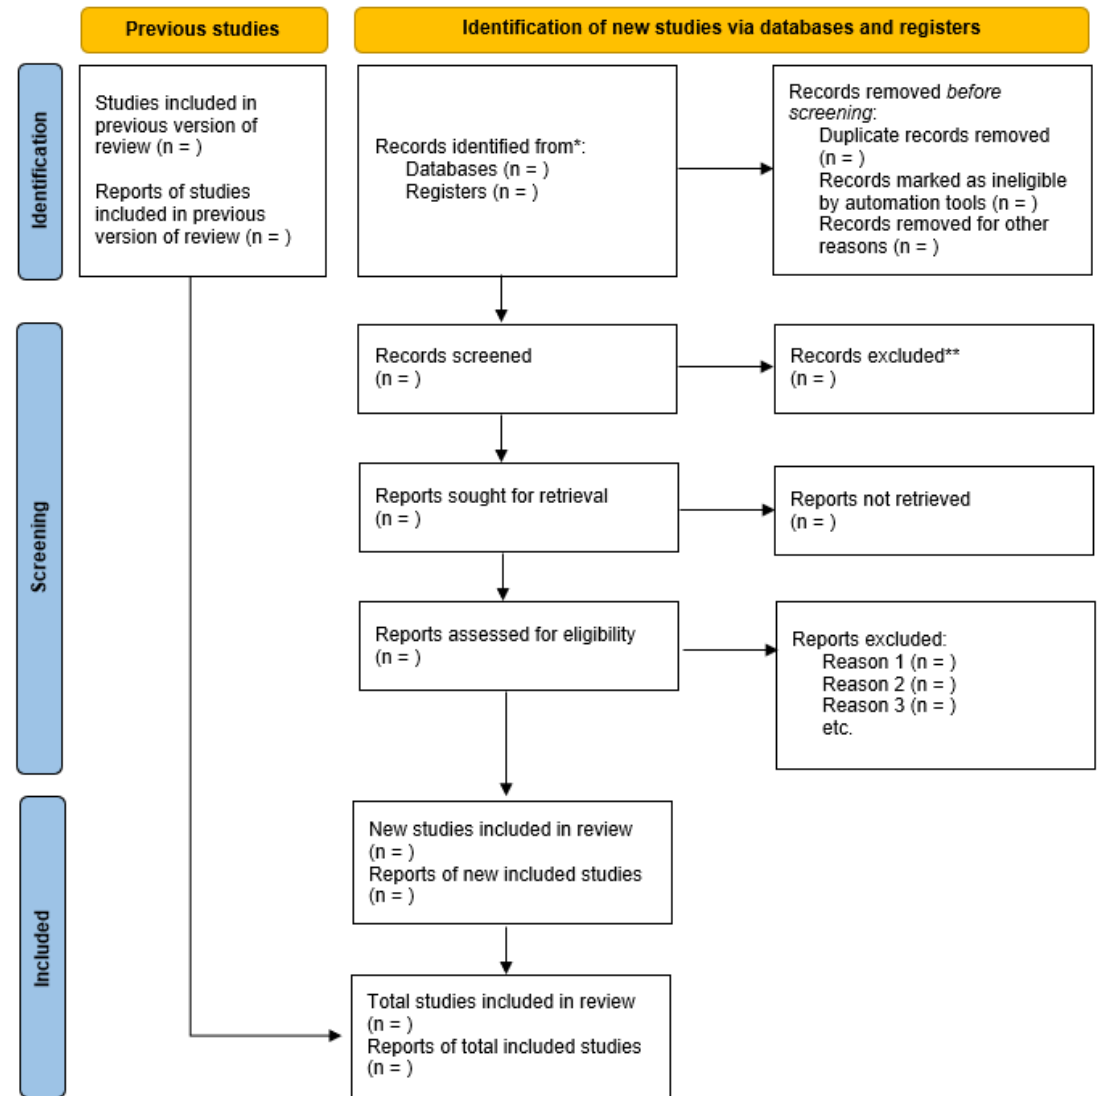 Previous studies
Identification of new studies via databases and registers
Identification
Studies included in
previous version of
review (n = )
Reports of studies
included in previous
version of review (n = )
Records identified from*:
Databases (n = )
Registers (n = )
Records removed before
screening:
Duplicate records removed
(n = )
Records marked as ineligible
by automation tools (n = )
Records removed for other
reasons (n = )
Screening
Records screened
(n = )
Records excluded**
(n = )
Reports sought for retrieval
(n = )
Reports not retrieved
(n = )
Reports assessed for eligibility
(n = )
Reports excluded:
Reason 1 (n = )
Reason 2 (n = )
Reason 3 (n = )
etc.
Included
New studies included in review
(n = )
Reports of new included studies
(n = )
Total studies included in review
(n = )
Reports of total included studies
(n = )